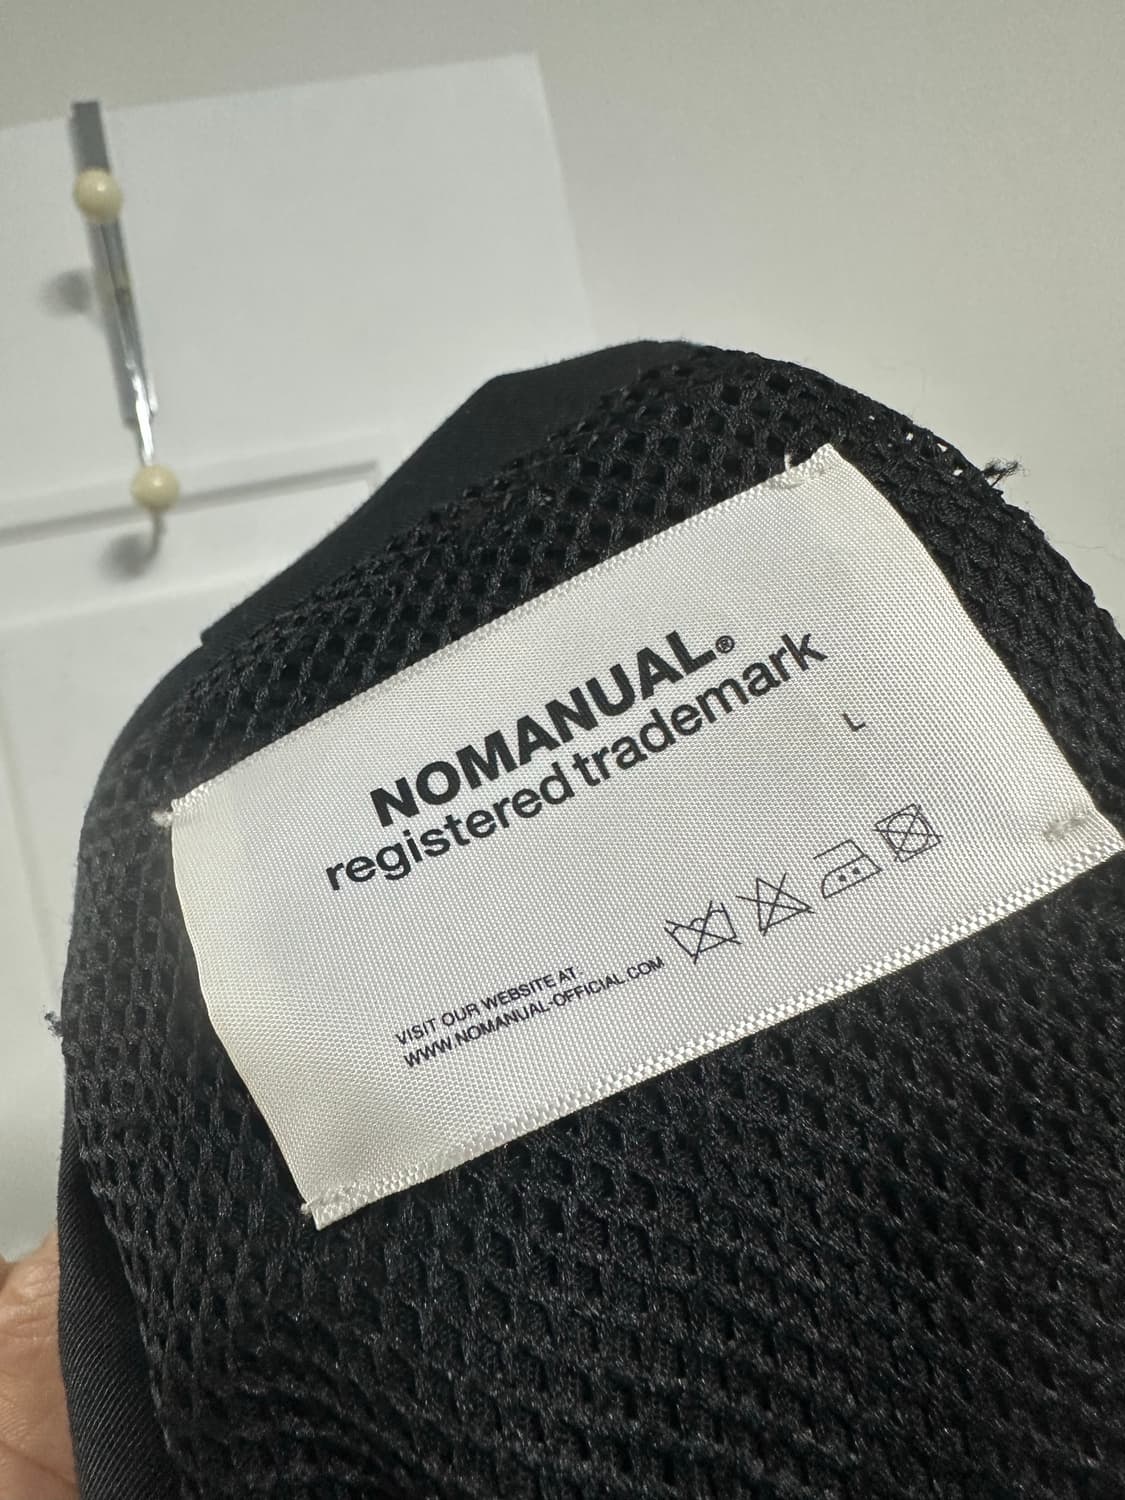 NOMANUAL.®
registered trademark
L
VISIT OUR WEBSITE AT.
WWW.NOMANUAL-OFFICIAL.COM